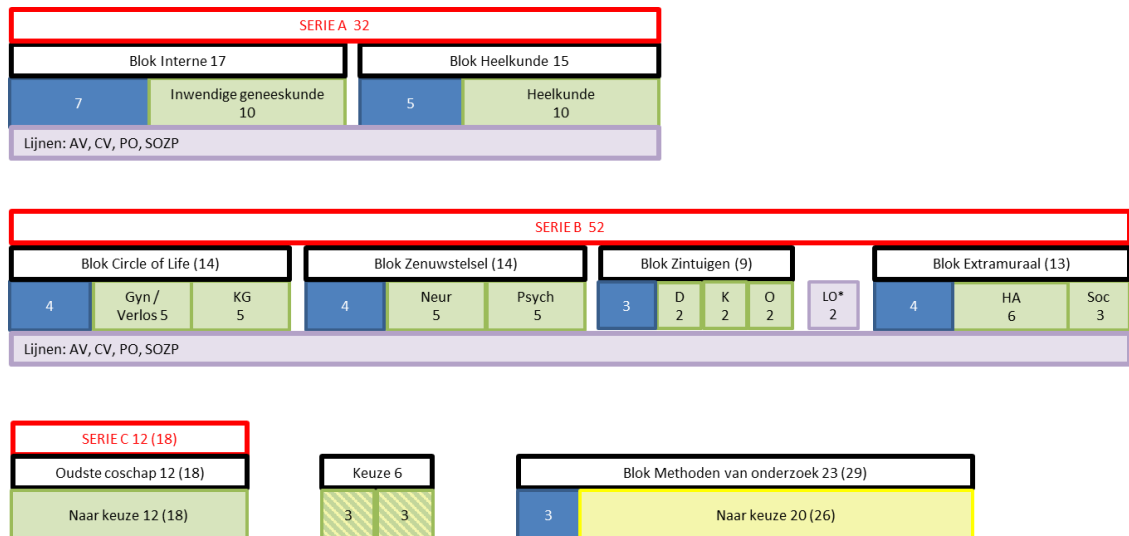 SERIE A 32
Blok Interne 17
Blok Heelkunde 15
7
Inwendige geneeskunde
10
5
Heelkunde
10
Lijnen: AV, CV, PO, SOZP
SERIE B 52
Blok Circle of Life (14)
Blok Zenuwstelsel (14)
Blok Zintuigen (9)
Blok Extramuraal (13)
4
Gyn /
Verlos 5
KG
5
4
Neur
5
Psych
5
3
D
2
K
2
O
2
LO*
2
4
HA
6
Soc
3
Lijnen: AV, CV, PO, SOZP
SERIE C 12 (18)
Oudste coschap 12 (18)
Keuze 6
Blok Methoden van onderzoek 23 (29)
Naar keuze 12 (18)
3
3
3
Naar keuze 20 (26)